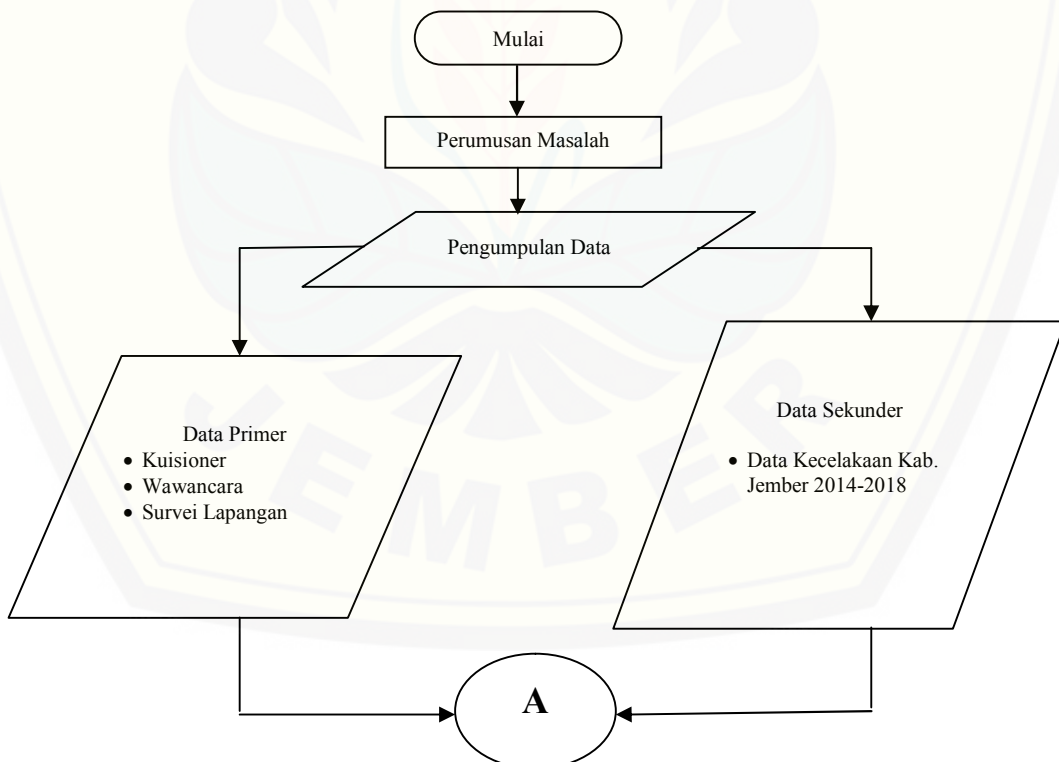 Mulai
Perumusan Masalah
Pengumpulan Data
Data Primer
• Kuisioner
• Wawancara
• Survei Lapangan
Data Sekunder
• Data Kecelakaan Kab.
Jember 2014-2018
A
JEMBER